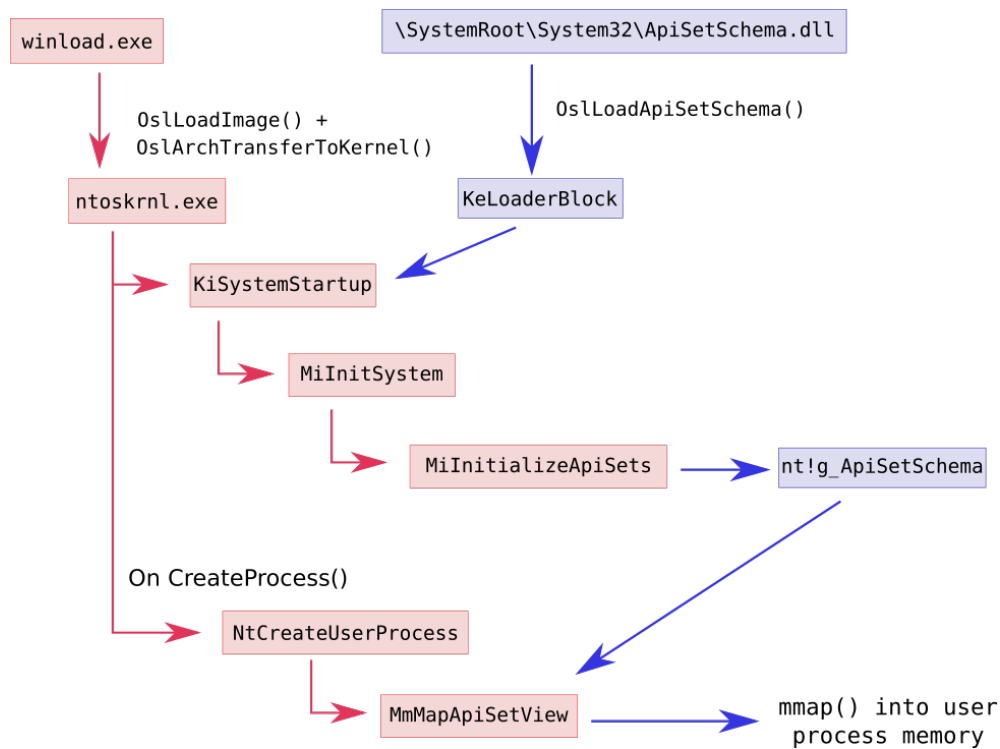 winload.exe
\SystemRoot\System32\ApiSetSchema.dll
OslLoadImage() +
OslArchTransferToKernel()
OslLoadApiSetSchema()
ntoskrnl.exe
KeLoaderBlock
KiSystemStartup
MiInitSystem
MiInitializeApiSets
nt!g_ApiSetSchema
On CreateProcess()
NtCreateUserProcess
MmMapApiSetView
mmap() into user
process memory